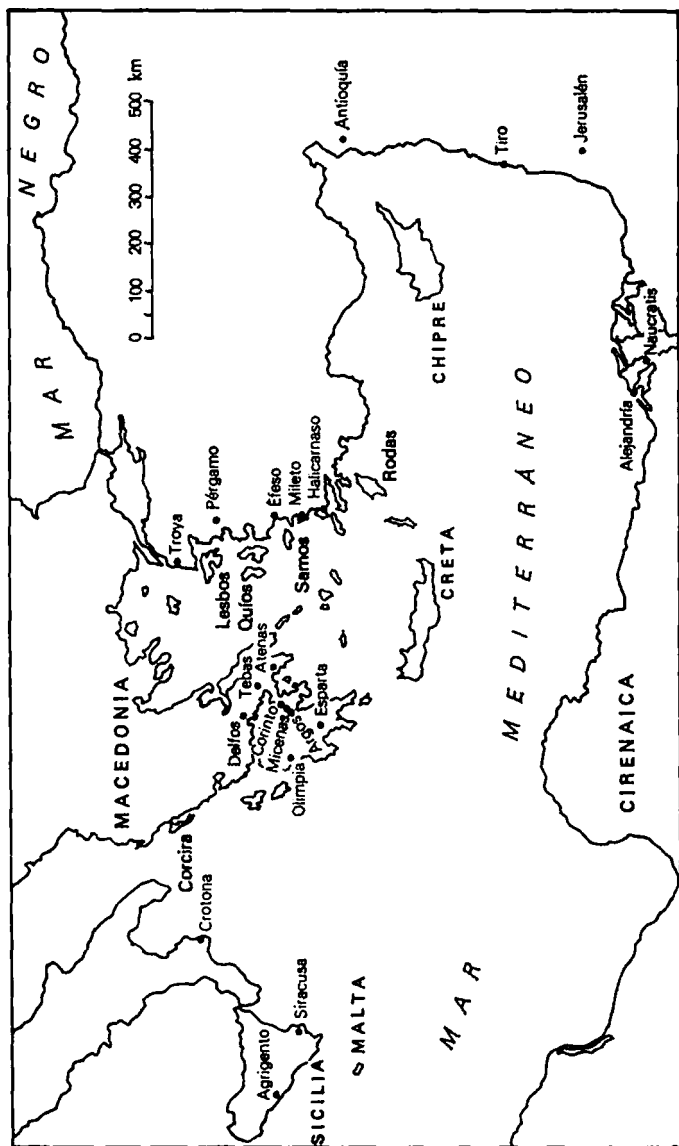 MAR NEGRO
0 100 200 300 400 500 km
MACEDONIA
Troya
Pérgamo
Lesbos
Quíos
Efeso
Mileto
Halicarnaso
Samos
Rodas
Corcira
Crotona
Delfos
Tebas
Atenas
Corinto
Micenas
Argos
Olimpia
Esparta
Antioquía
CHIPRE
CRETA
Agrigento
Siracusa
SICILIA
MALTA
Tiro
Jerusalén
MAR MEDITERRANEO
Alejandría
Naucratis
CIRENAICA